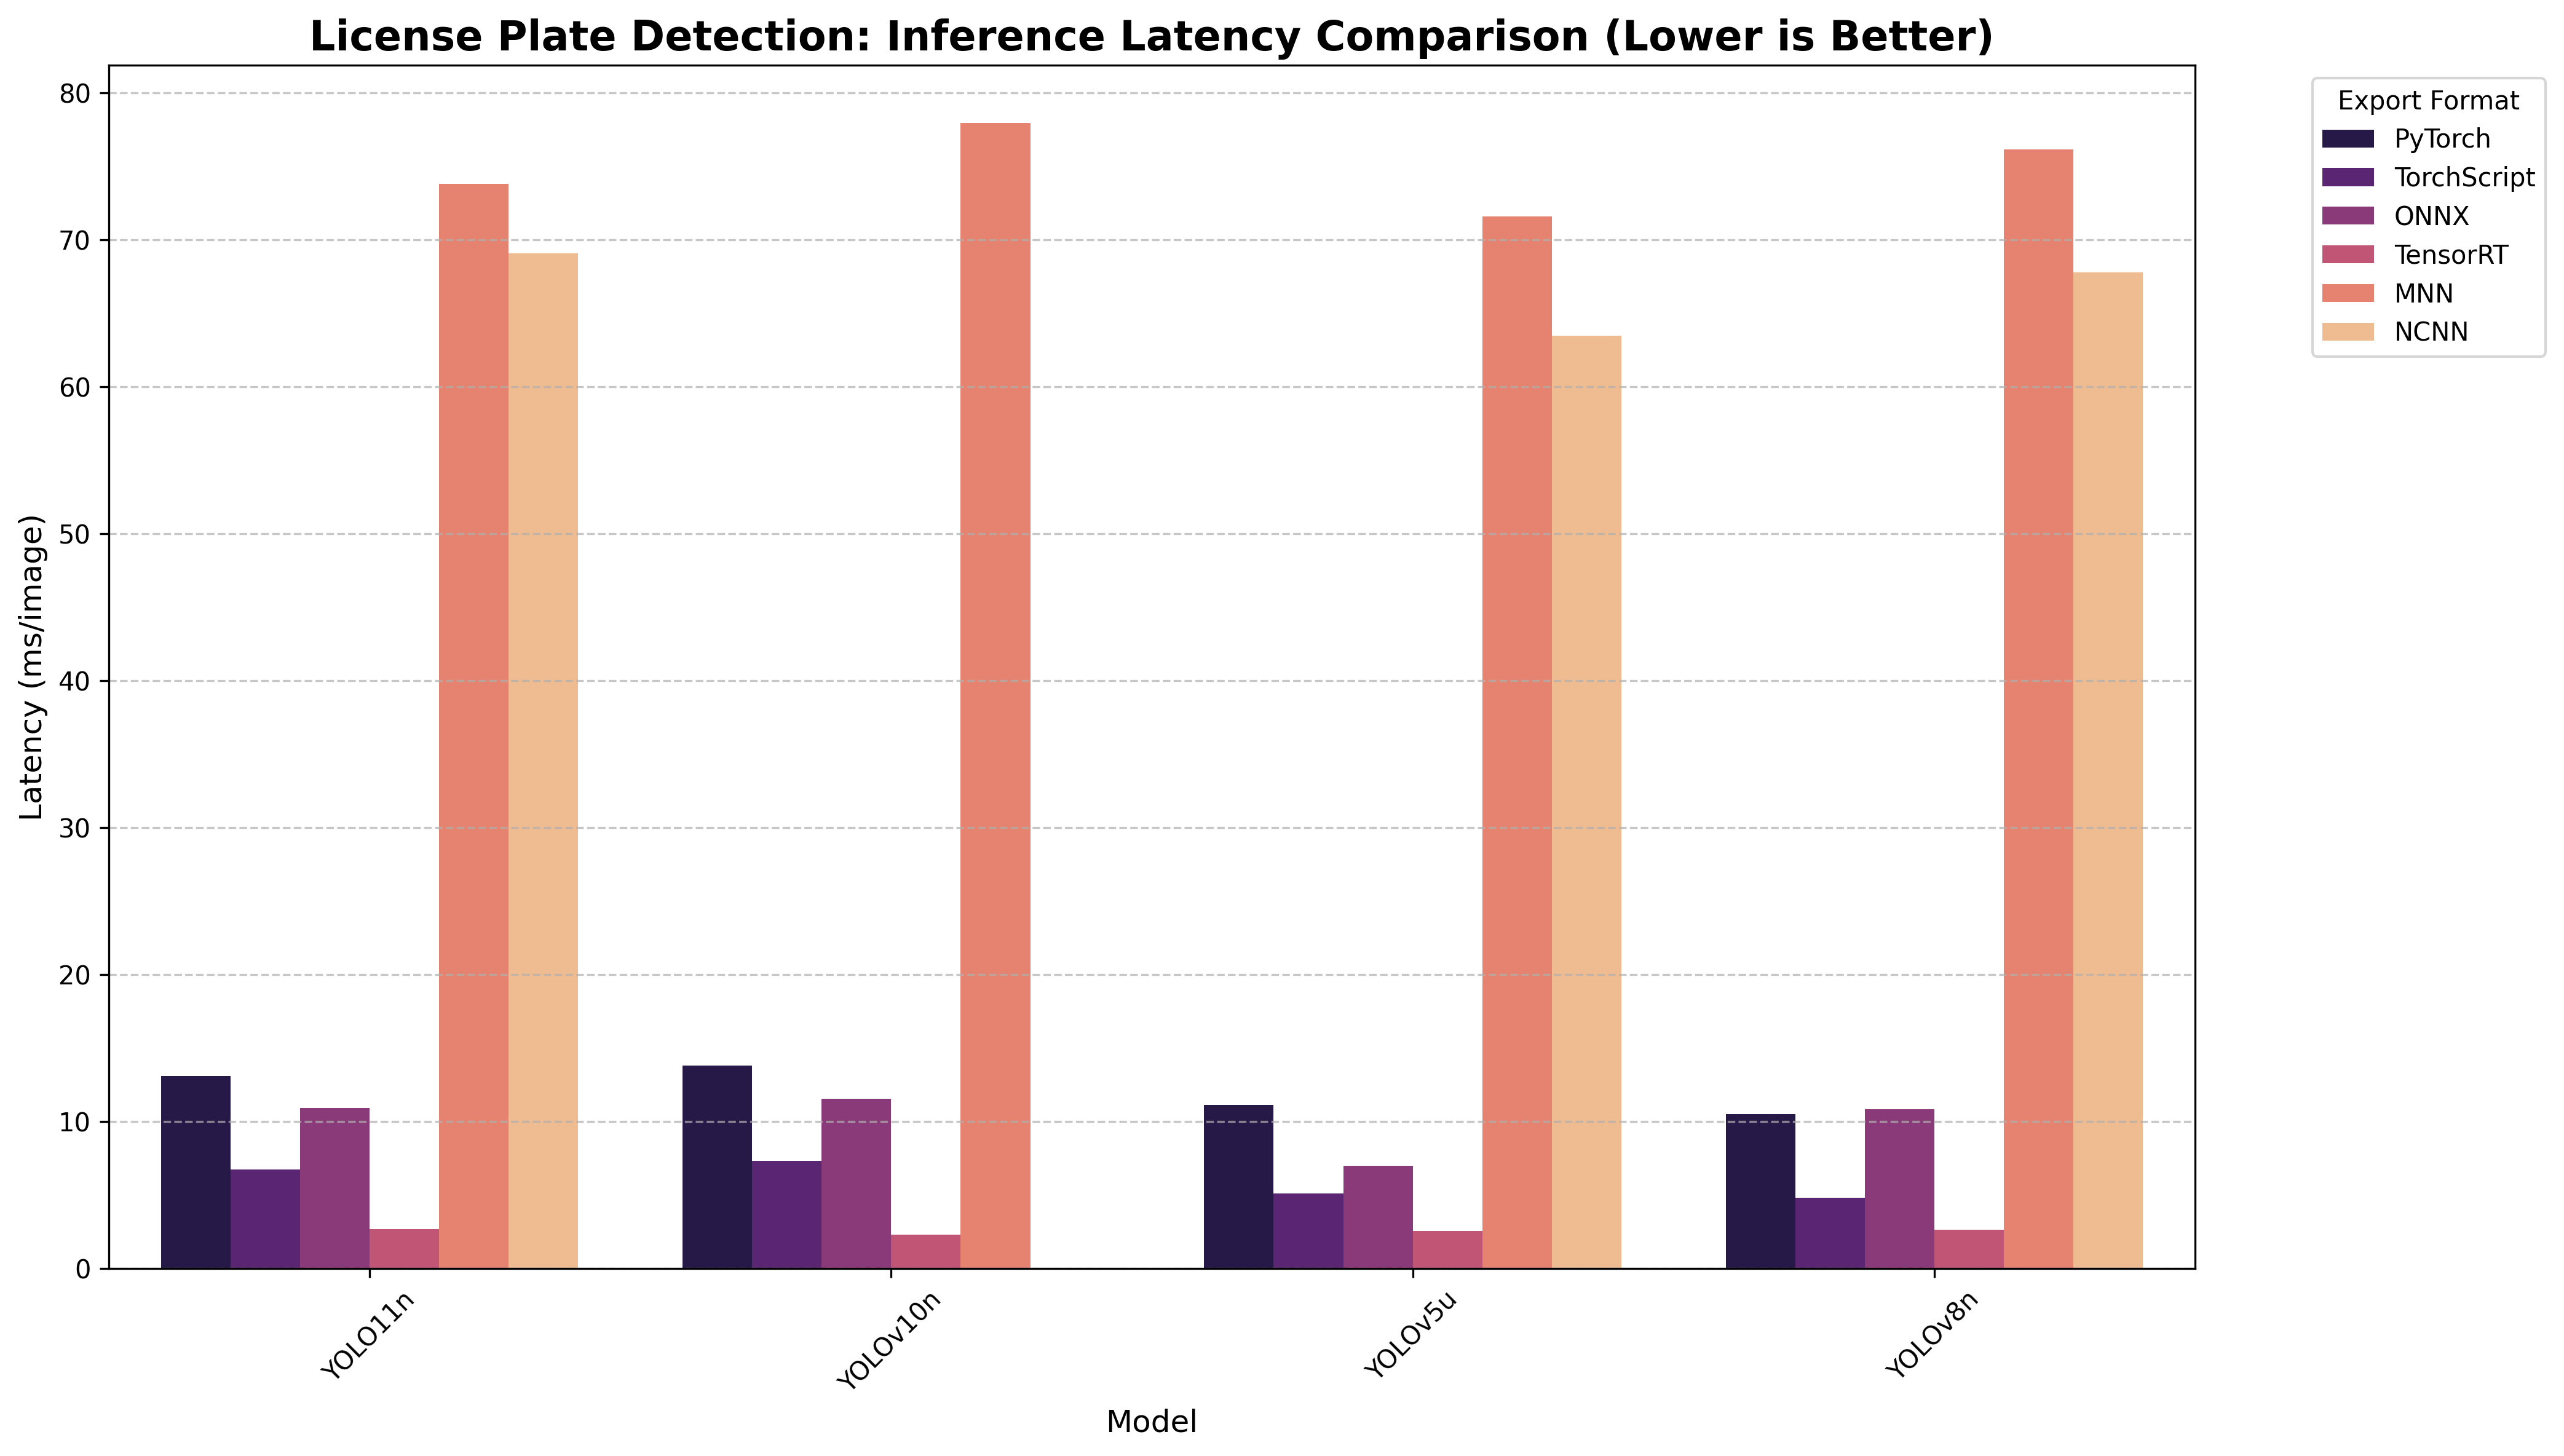 License Plate Detection: Inference Latency Comparison (Lower is Better)
Export Format
PyTorch
TorchScript
ONNX
TensorRT
MNN
NCNN
Latency (ms/image)
80
70
60
50
40
30
20
10
0
YOLO11n
YOLOv10n
YOLOv5u
YOLOv8n
Model